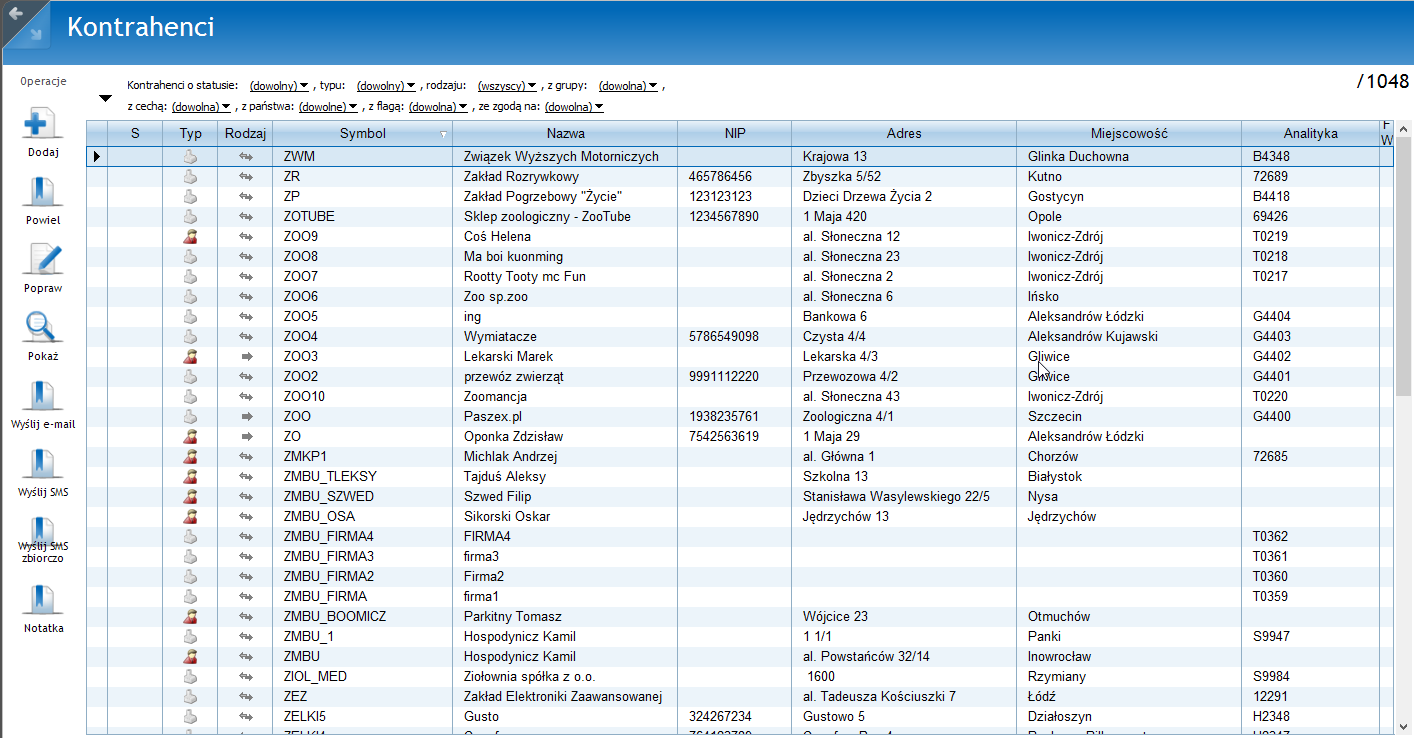 Kontrahenci
Operacje
Dodaj
Powiel
Popraw
Pokaż
Wyślij e-mail
Wyślij SMS
Wyślij SMS
zbiorczo
Notatka
Kontrahenci o statusie: (dowolny) , typu: (dowolny) , rodzaju: (wszyscy) , z grupy: (dowolna) ,
z cechą: (dowolna) , z państwa: (dowolne) , z flagą: (dowolna) , ze zgodą na: (dowolna)
/1048
S Typ Rodzaj Symbol Nazwa NIP Adres Miejscowość Analityka F
W
ZWM Związek Wyższych Motorniczych Krajowa 13 Glinka Duchowna B4348
ZR Zakład Rozrywkowy 465786456 Zbyszka 5/52 Kutno 72689
ZP Zakład Pogrzebowy "Życie" 123123123 Dzieci Drzewa Życia 2 Gostycyn B4418
ZOTUBE Sklep zoologiczny - ZooTube 1234567890 1 Maja 420 Opole 69426
ZOO9 Coś Helena al. Słoneczna 12 Iwonicz-Zdrój T0219
ZOO8 Ma boi kuonming al. Słoneczna 23 Iwonicz-Zdrój T0218
ZOO7 Rootty Tooty mc Fun al. Słoneczna 2 Iwonicz-Zdrój T0217
ZOO6 Zoo sp.zoo al. Słoneczna 6 Ińsko
ZOO5 ing Bankowa 6 Aleksandrów Łódzki G4404
ZOO4 Wymiatacze 5786549098 Czysta 4/4 Aleksandrów Kujawski G4403
ZOO3 Lekarski Marek Lekarska 4/3 Gliwice G4402
ZOO2 przewóz zwierząt 9991112220 Przewozowa 4/2 Gliwice G4401
ZOO10 Zoomancja al. Słoneczna 43 Iwonicz-Zdrój T0220
ZOO Paszex.pl 1938235761 Zoologiczna 4/1 Szczecin G4400
ZO Oponka Zdzisław 7542563619 1 Maja 29 Aleksandrów Łódzki
ZMKP1 Michlak Andrzej al. Główna 1 Chorzów 72685
ZMBU_TLEKSY Tajduś Aleksy Szkolna 13 Białystok
ZMBU_SZWED Szwed Filip Stanisława Wasylewskiego 22/5 Nysa
ZMBU_OSA Sikorski Oskar Jędrzychów 13 Jędrzychów
ZMBU_FIRMA4 FIRMA4 T0362
ZMBU_FIRMA3 firma3 T0361
ZMBU_FIRMA2 Firma2 T0360
ZMBU_FIRMA firma1 T0359
ZMBU_BOOMICZ Parkitny Tomasz Wójcice 23 Otmuchów
ZMBU_1 Hospodynicz Kamil 1 1/1 Panki S9947
ZMBU Hospodynicz Kamil al. Powstańców 32/14 Inowrocław
ZIOL_MED Ziołownia spółka z o.o. 1600 Rzymiany S9984
ZEZ Zakład Elektroniki Zaawansowanej al. Tadeusza Kościuszki 7 Łódź 12291
ZELKI5 Gusto 324267234 Gustowo 5 Działoszyn H2348